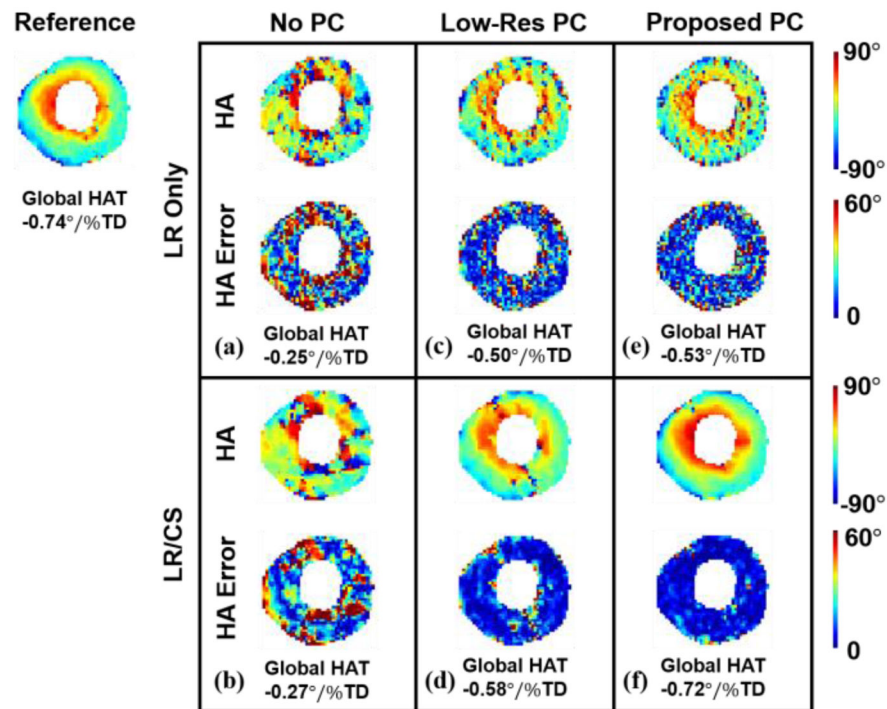 Reference
No PC
Low-Res PC
Proposed PC
Global HAT
-0.74°/%TD
LR Only
HA
90°
-90°
HA Error
60°
0
(a)
Global HAT
-0.25°/%TD
(c)
Global HAT
-0.50°/%TD
(e)
Global HAT
-0.53°/%TD
LR/CS
HA
90°
-90°
HA Error
60°
0
(b)
Global HAT
-0.27°/%TD
(d)
Global HAT
-0.58°/%TD
(f)
Global HAT
-0.72°/%TD